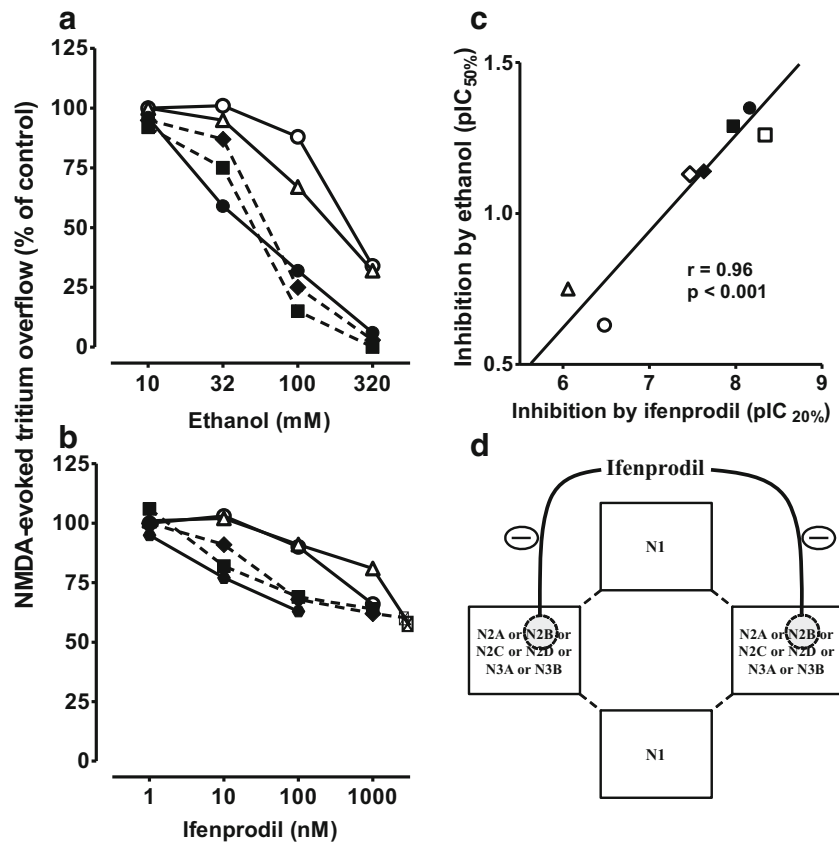 a
NMDA-evoked tritium overflow (% of control)
125
100
75
50
25
0
10 32 100 320
Ethanol (mM)
b
125
100
75
50
25
0
1 10 100 1000
Ifenprodil (nM)
c
Inhibition by ethanol (pIC50%)
1.5
1.0
0.5
r = 0.96
p < 0.001
6 7 8 9
Inhibition by ifenprodil (pIC 20%)
d
Ifenprodil
N1
N2A or N2B or
N2C or N2D or
N3A or N3B
N2A or N2B or
N2C or N2D or
N3A or N3B
N1